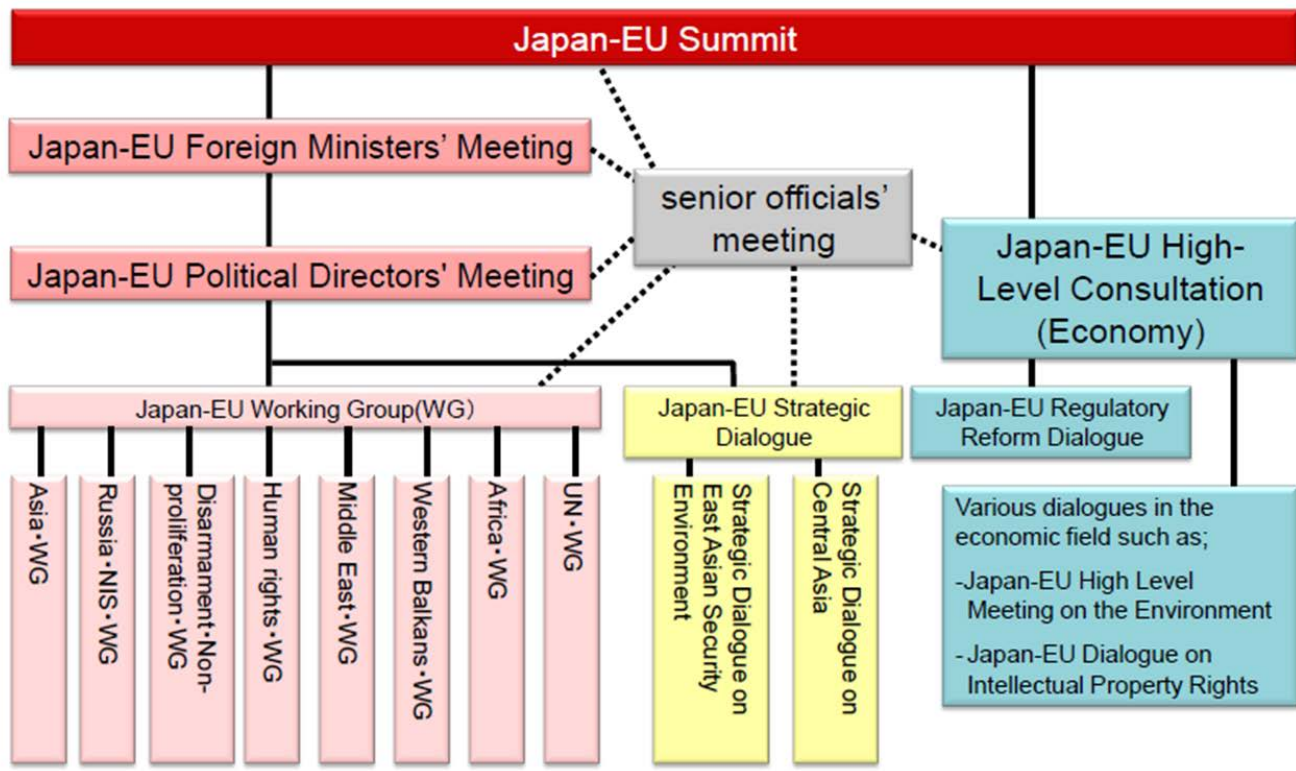 Japan-EU Summit
Japan-EU Foreign Ministers' Meeting
senior officials'
meeting
Japan-EU High-
Level Consultation
(Economy)
Japan-EU Political Directors' Meeting
Japan-EU Working Group(WG)
Japan-EU Strategic
Dialogue
Japan-EU Regulatory
Reform Dialogue
Asia・WG
Russia・NIS・WG
Disarmament・Non-
prolilferation・WG
Human rights・WG
Middle East・WG
Western Balkans・WG
Africa・WG
UN・WG
Strategic Dialogue on
East Asian Security
Environment
Strategic Dialogue on
Central Asia
Various dialogues in the
economic field such as;
-Japan-EU High Level
Meeting on the Environment
-Japan-EU Dialogue on
Intellectual Property Rights